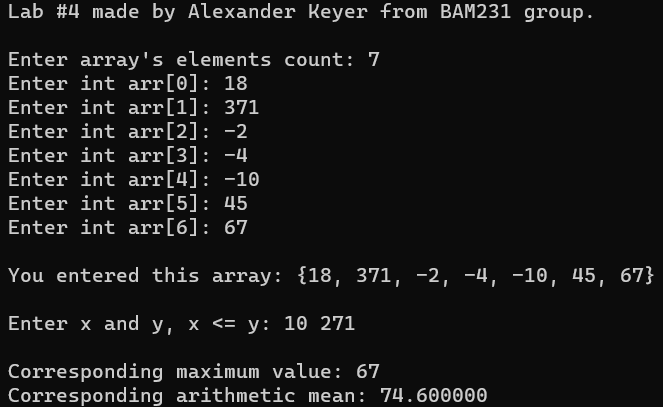 Lab #4 made by Alexander Keyer from BAM231 group.
Enter array's elements count: 7
Enter int arr[0]: 18
Enter int arr[1]: 371
Enter int arr[2]: -2
Enter int arr[3]: -4
Enter int arr[4]: -10
Enter int arr[5]: 45
Enter int arr[6]: 67
You entered this array: {18, 371, -2, -4, -10, 45, 67}
Enter x and y, x <= y: 10 271
Corresponding maximum value: 67
Corresponding arithmetic mean: 74.600000